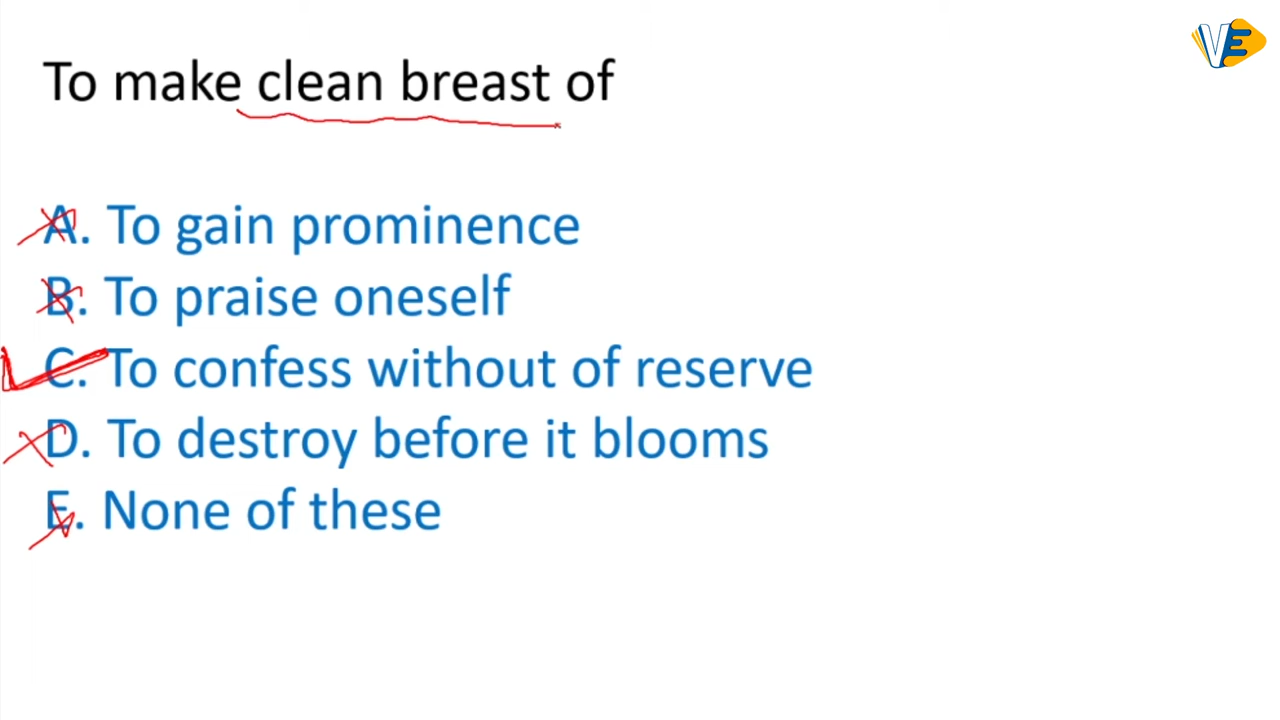 VE
To make clean breast of
A. To gain prominence
B. To praise oneself
C. To confess without of reserve
D. To destroy before it blooms
E. None of these